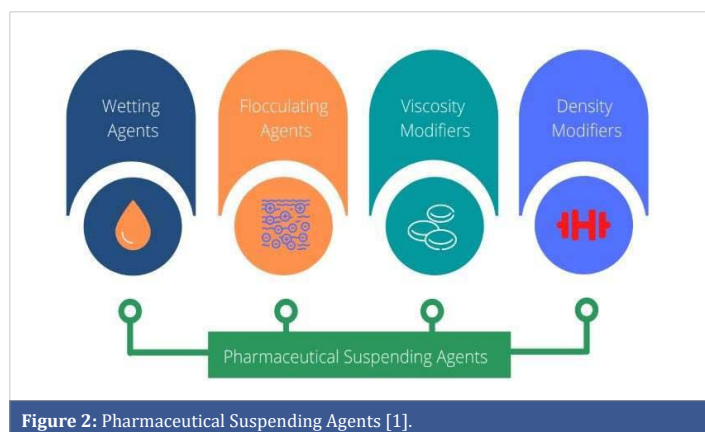 Wetting
Agents
Flocculating
Agents
Viscosity
Modifiers
Density
Modifiers
Pharmaceutical Suspending Agents
Figure 2: Pharmaceutical Suspending Agents [1].